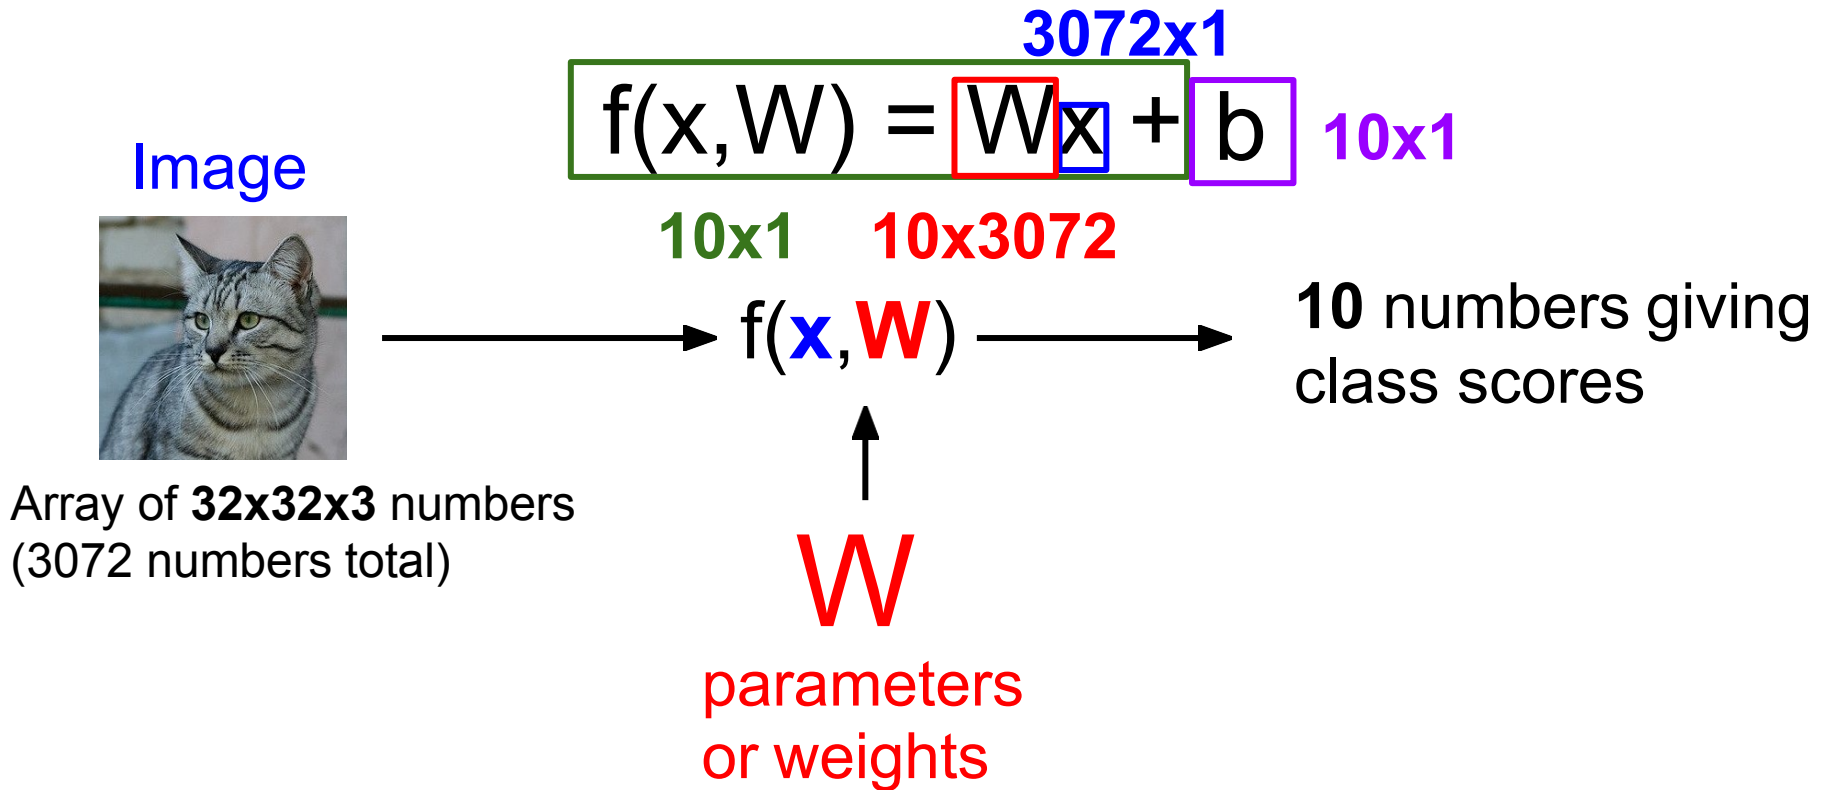 3072x1
f(x,W) = Wx + b
10x1
Image
10x1
10x3072
f(x,W)
10 numbers giving
class scores
Array of 32x32x3 numbers
(3072 numbers total)
W
parameters
or weights